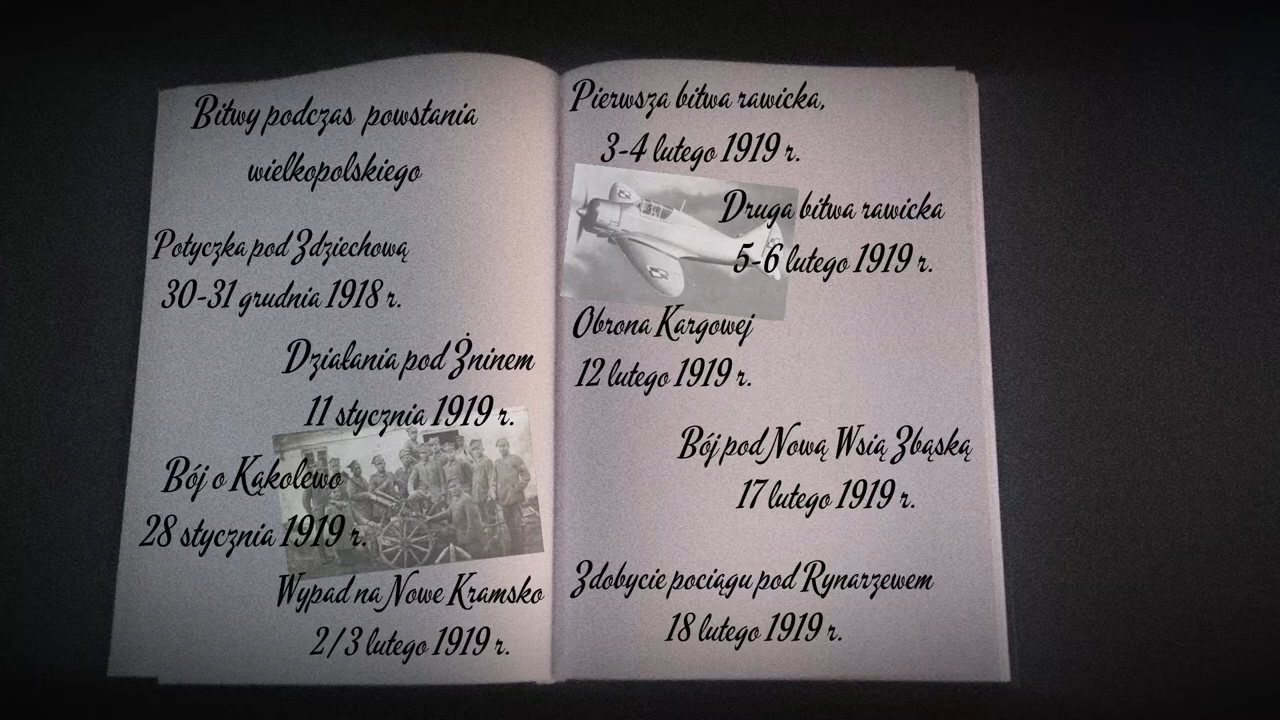 Bitwy podczas powstania
wielkopolskiego
Potyczka pod Zdziechową
30-31 grudnia 1918 r.
Działania pod Żninem
11 stycznia 1919 r.
Bój o Kąkolewo
28 stycznia 1919 r.
Wypad na Nowe Kramsko
2/3 lutego 1919 r.
Pierwsza bitwa rawicka,
3-4 lutego 1919 r.
Druga bitwa rawicka
5-6 lutego 1919 r.
Obrona Kargowej
12 lutego 1919 r.
Bój pod Nową Wsią Zbąską
17 lutego 1919 r.
Zdobycie pociągu pod Rynarzewem
18 lutego 1919 r.